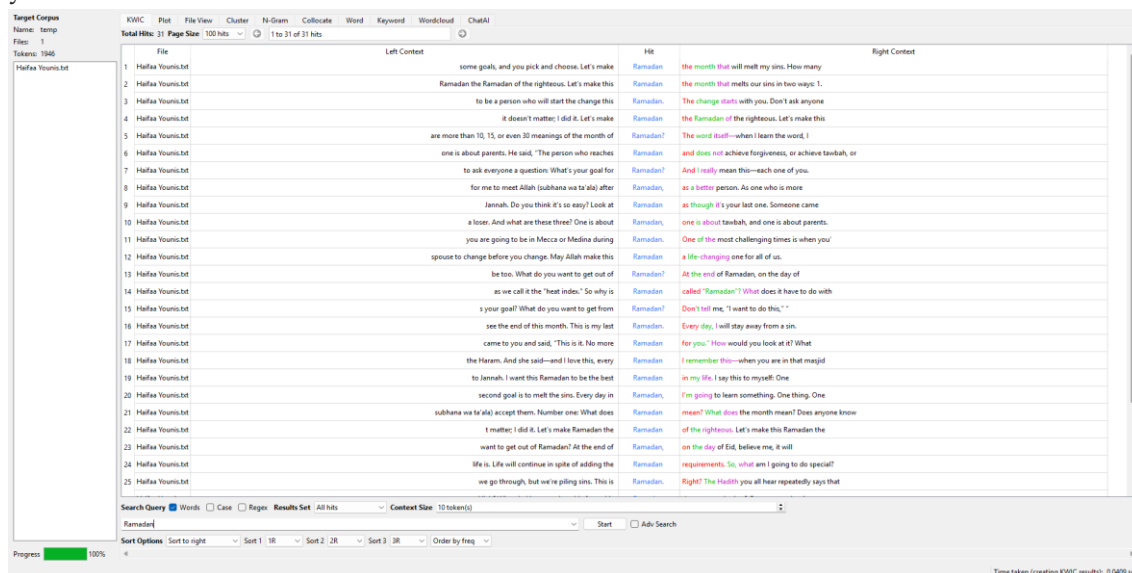 y
Target Corpus
Name: temp
Files: 1
Tokens: 1946
Haifaa Younis.txt
Progress 100%
KWIC Plot File View Cluster N-Gram Collocate Word Keyword Wordcloud ChatAI
Total Hits: 31 Page Size 100 hits 1 to 31 of 31 hits
File Left Context Hit Right Context
1 Haifaa Younis.txt some goals, and you pick and choose. Let's make Ramadan the month that will melt my sins. How many
2 Haifaa Younis.txt Ramadan the Ramadan of the righteous. Let's make this Ramadan the month that melts our sins in two ways: 1.
3 Haifaa Younis.txt to be a person who will start the change this Ramadan. The change starts with you. Don't ask anyone
4 Haifaa Younis.txt it doesn't matter; I did it. Let's make Ramadan the Ramadan of the righteous. Let's make this
5 Haifaa Younis.txt are more than 10, 15, or even 30 meanings of the month of Ramadan? The word itself—when I learn the word, I
6 Haifaa Younis.txt one is about parents. He said, "The person who reaches Ramadan and does not achieve forgiveness, or achieve tawbah, or
7 Haifaa Younis.txt to ask everyone a question: What's your goal for Ramadan? And I really mean this—each one of you.
8 Haifaa Younis.txt for me to meet Allah (subhana wa ta'ala) after Ramadan, as a better person. As one who is more
9 Haifaa Younis.txt Jannah. Do you think it's so easy? Look at Ramadan as though it's your last one. Someone came
10 Haifaa Younis.txt a loser. And what are these three? One is about Ramadan, one is about tawbah, and one is about parents.
11 Haifaa Younis.txt you are going to be in Mecca or Medina during Ramadan. One of the most challenging times is when you'
12 Haifaa Younis.txt spouse to change before you change. May Allah make this Ramadan a life-changing one for all of us.
13 Haifaa Younis.txt be too. What do you want to get out of Ramadan? At the end of Ramadan, on the day of
14 Haifaa Younis.txt as we call it the "heat index." So why is Ramadan called "Ramadan"? What does it have to do with
15 Haifaa Younis.txt s your goal? What do you want to get from Ramadan? Don't tell me, "I want to do this," "
16 Haifaa Younis.txt see the end of this month. This is my last Ramadan. Every day, I will stay away from a sin.
17 Haifaa Younis.txt came to you and said, "This is it. No more Ramadan for you." How would you look at it? What
18 Haifaa Younis.txt the Haram. And she said—and I love this, every Ramadan I remember this—when you are in that masjid
19 Haifaa Younis.txt to Jannah. I want this Ramadan to be the best Ramadan in my life. I say this to myself: One
20 Haifaa Younis.txt second goal is to melt the sins. Every day in Ramadan, I'm going to learn something. One thing. One
21 Haifaa Younis.txt subhana wa ta'ala) accept them. Number one: What does Ramadan mean? What does the month mean? Does anyone know
22 Haifaa Younis.txt t matter; I did it. Let's make Ramadan the Ramadan of the righteous. Let's make this Ramadan the
23 Haifaa Younis.txt want to get out of Ramadan? At the end of Ramadan, on the day of Eid, believe me, it will
24 Haifaa Younis.txt life is. Life will continue in spite of adding the Ramadan requirements. So, what am I going to do special?
25 Haifaa Younis.txt we go through, but we're piling sins. This is Ramadan. Right? The Hadith you all hear repeatedly says that
Search Query Words Case Regex Results Set All hits Context Size 10 token(s)
Ramadan Start Adv Search
Sort Options Sort to right Sort 1 1R Sort 2 2R Sort 3 3R Order by freq
Time taken (creating KWIC results): 0.0409 s